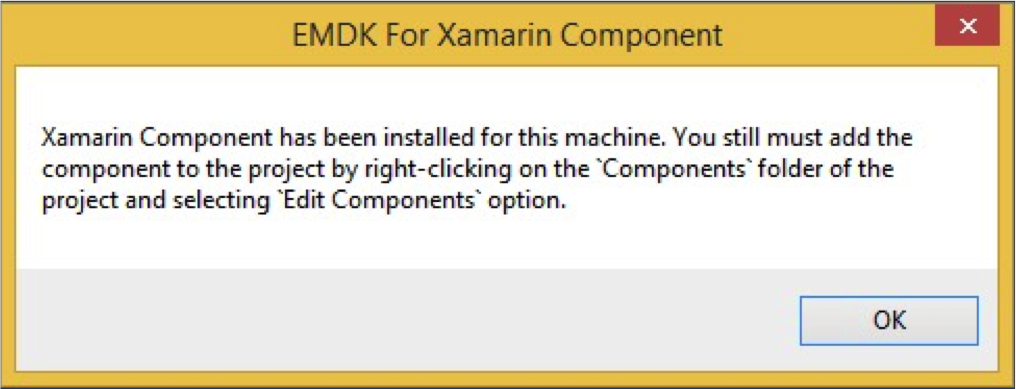 EMDK For Xamarin Component
Xamarin Component has been installed for this machine. You still must add the
component to the project by right-clicking on the `Components` folder of the
project and selecting `Edit Components` option.
OK